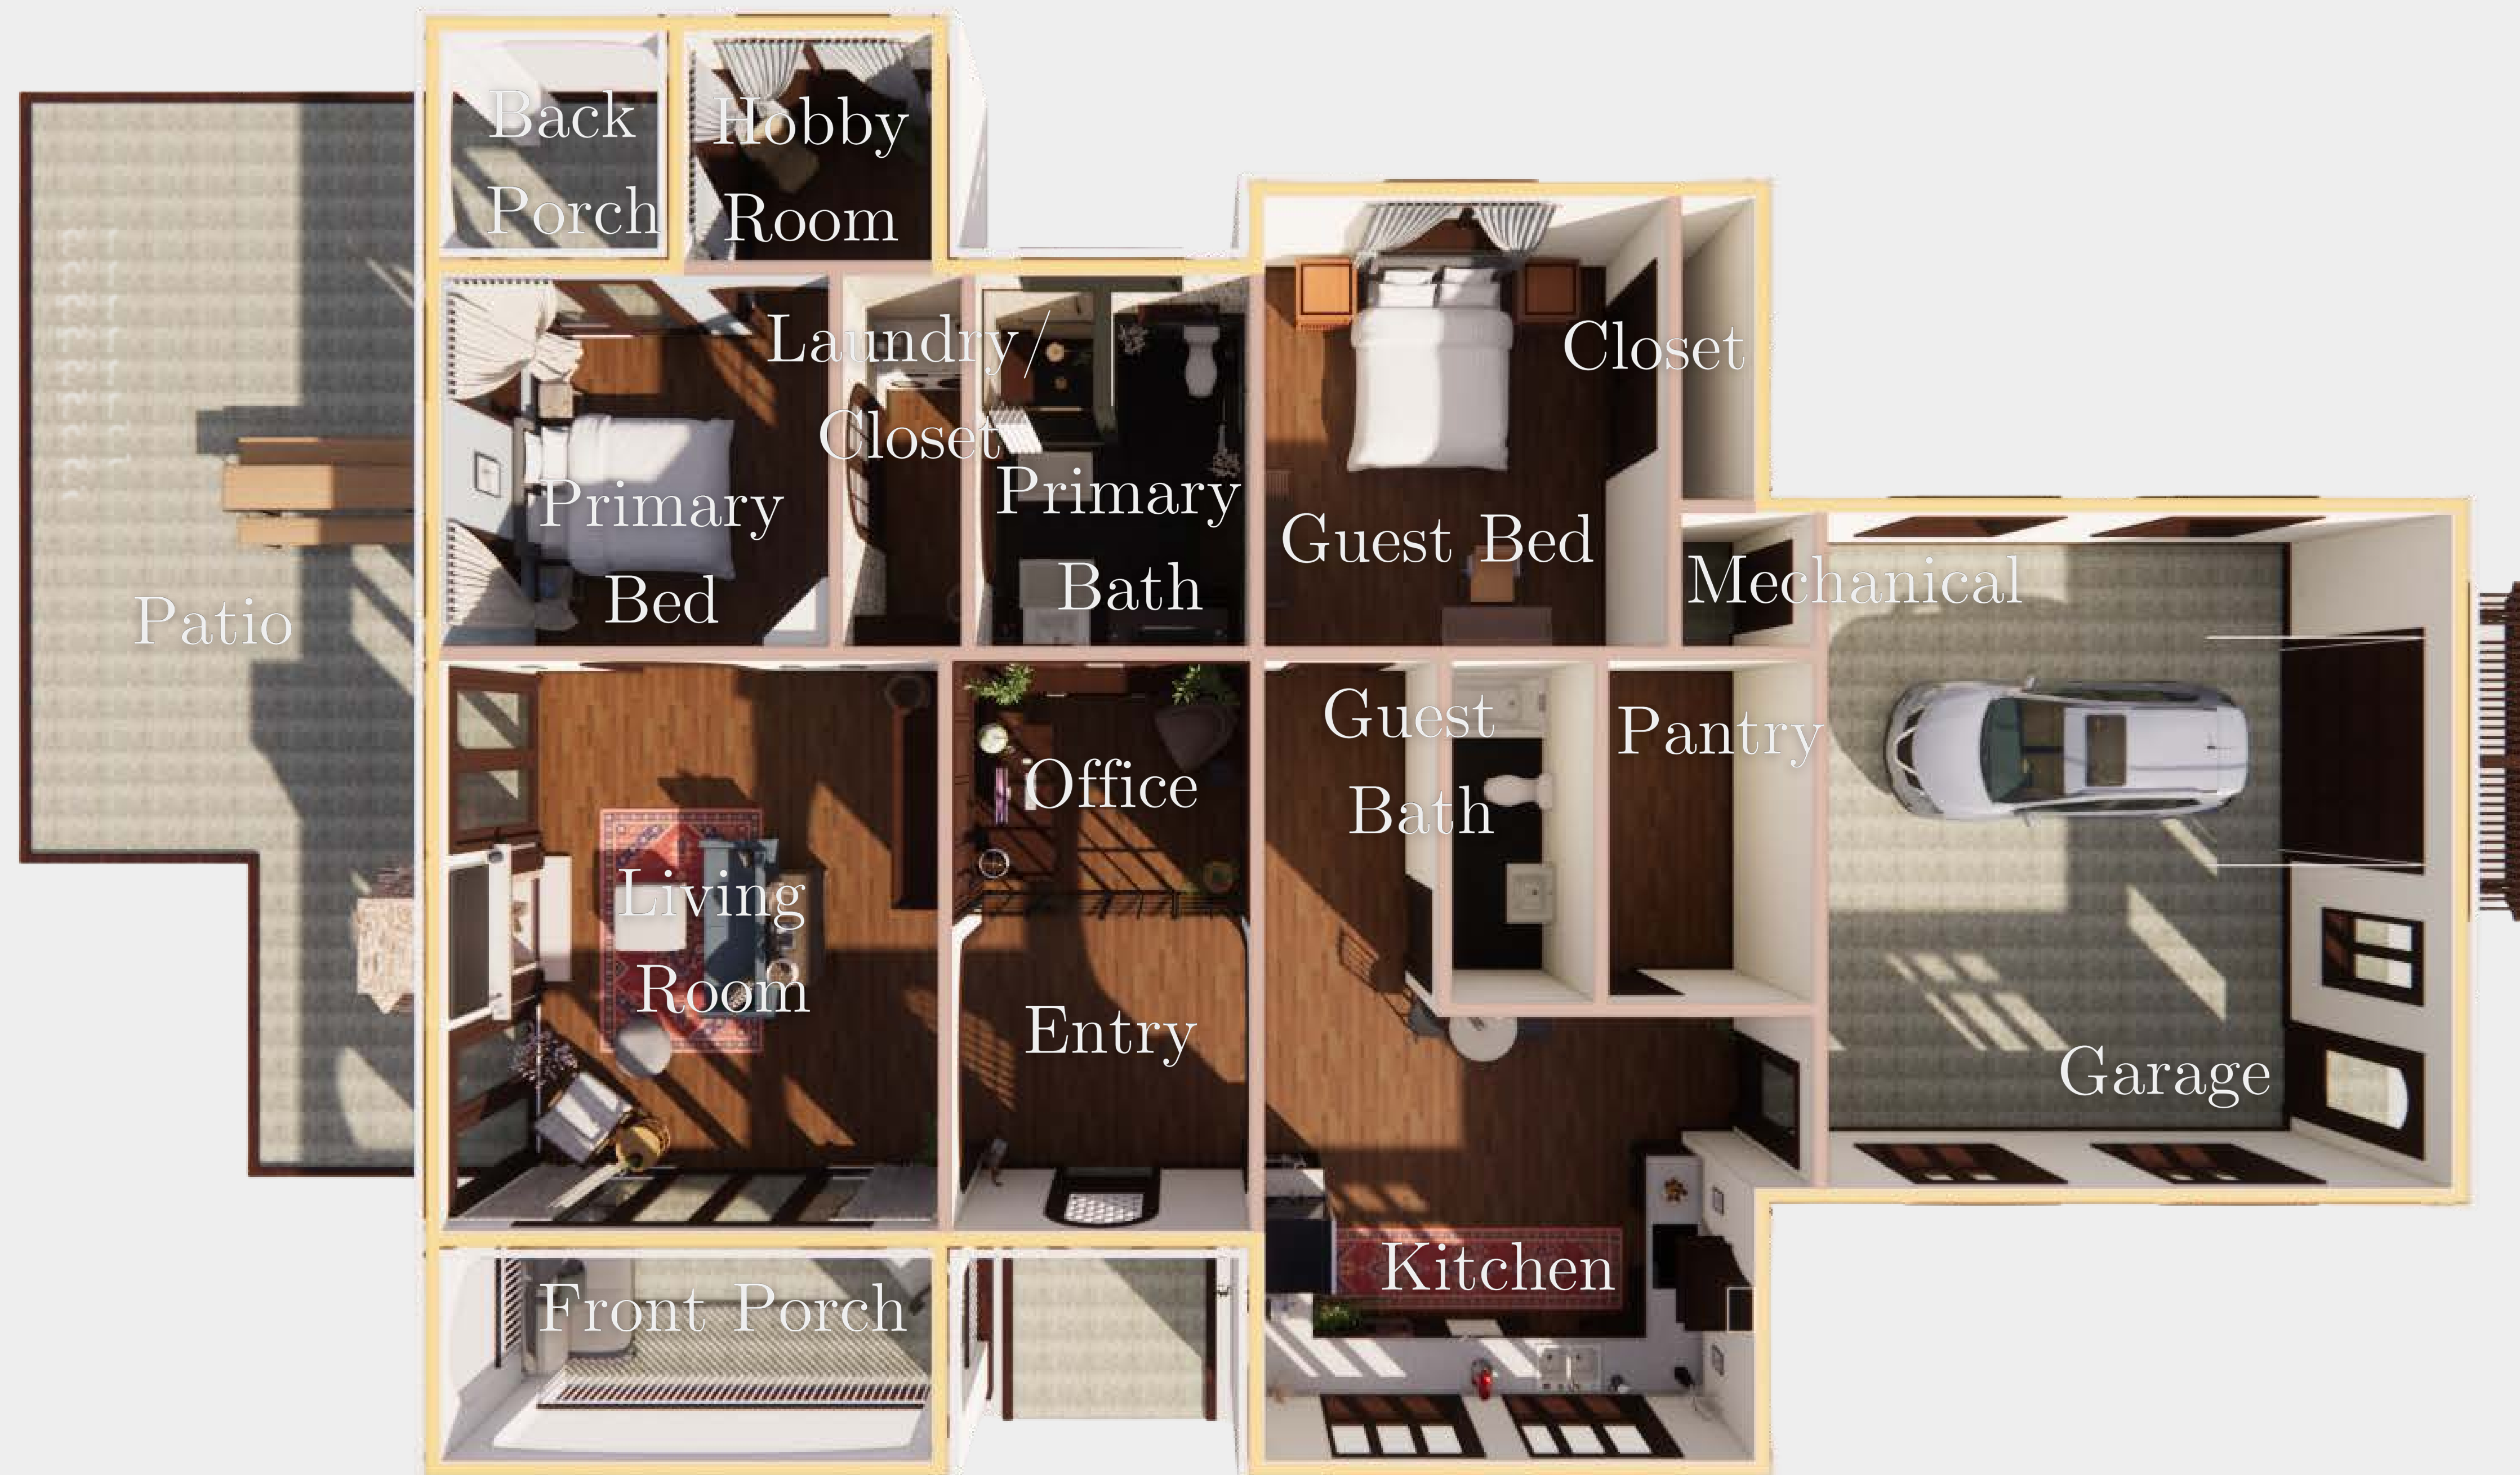 Back
Porch
Hobby
Room
Laundry/
Closet
Closet
Primary
Bed
Primary
Bath
Guest Bed
Mechanical
Patio
Guest
Bath
Pantry
Office
Living
Room
Entry
Garage
Kitchen
Front Porch